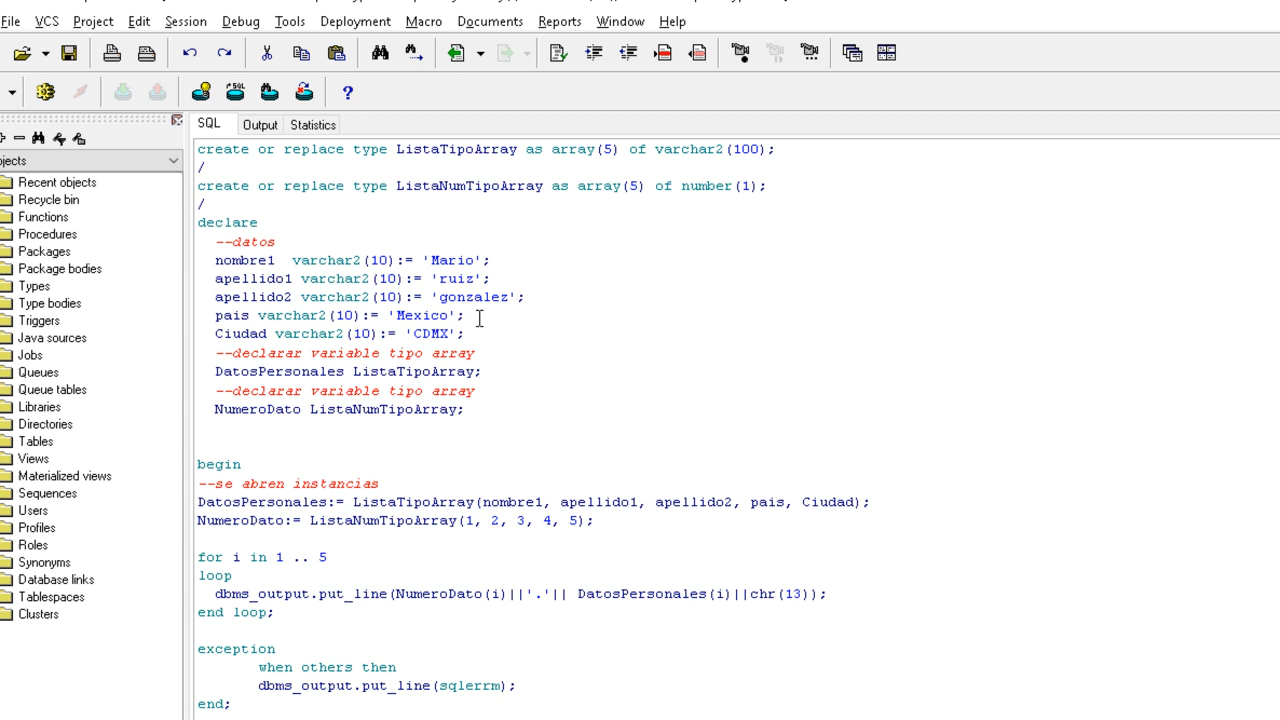 File VCS Project Edit Session Debug Tools Deployment Macro Documents Reports Window Help
SQL Output Statistics
jects
Recent objects
Recycle bin
Functions
Procedures
Packages
Package bodies
Types
Type bodies
Triggers
Java sources
Jobs
Queues
Queue tables
Libraries
Directories
Tables
Views
Materialized views
Sequences
Users
Profiles
Roles
Synonyms
Database links
Tablespaces
Clusters
create or replace type ListaTipoArray as array(5) of varchar2(100);
/
create or replace type ListaNumTipoArray as array(5) of number(1);
/
declare
--datos
nombre1 varchar2(10):= 'Mario';
apellido1 varchar2(10):= 'ruiz';
apellido2 varchar2(10):= 'gonzalez';
pais varchar2(10):= 'Mexico';
Ciudad varchar2(10):= 'CDMX';
--declarar variable tipo array
DatosPersonales ListaTipoArray;
--declarar variable tipo array
NumeroDato ListaNumTipoArray;
begin
--se abren instancias
DatosPersonales:= ListaTipoArray(nombre1, apellido1, apellido2, pais, Ciudad);
NumeroDato:= ListaNumTipoArray(1, 2, 3, 4, 5);
for i in 1 .. 5
loop
dbms_output.put_line(NumeroDato(i)||'.'|| DatosPersonales(i)||chr(13));
end loop;
exception
when others then
dbms_output.put_line(sqlerrm);
end;